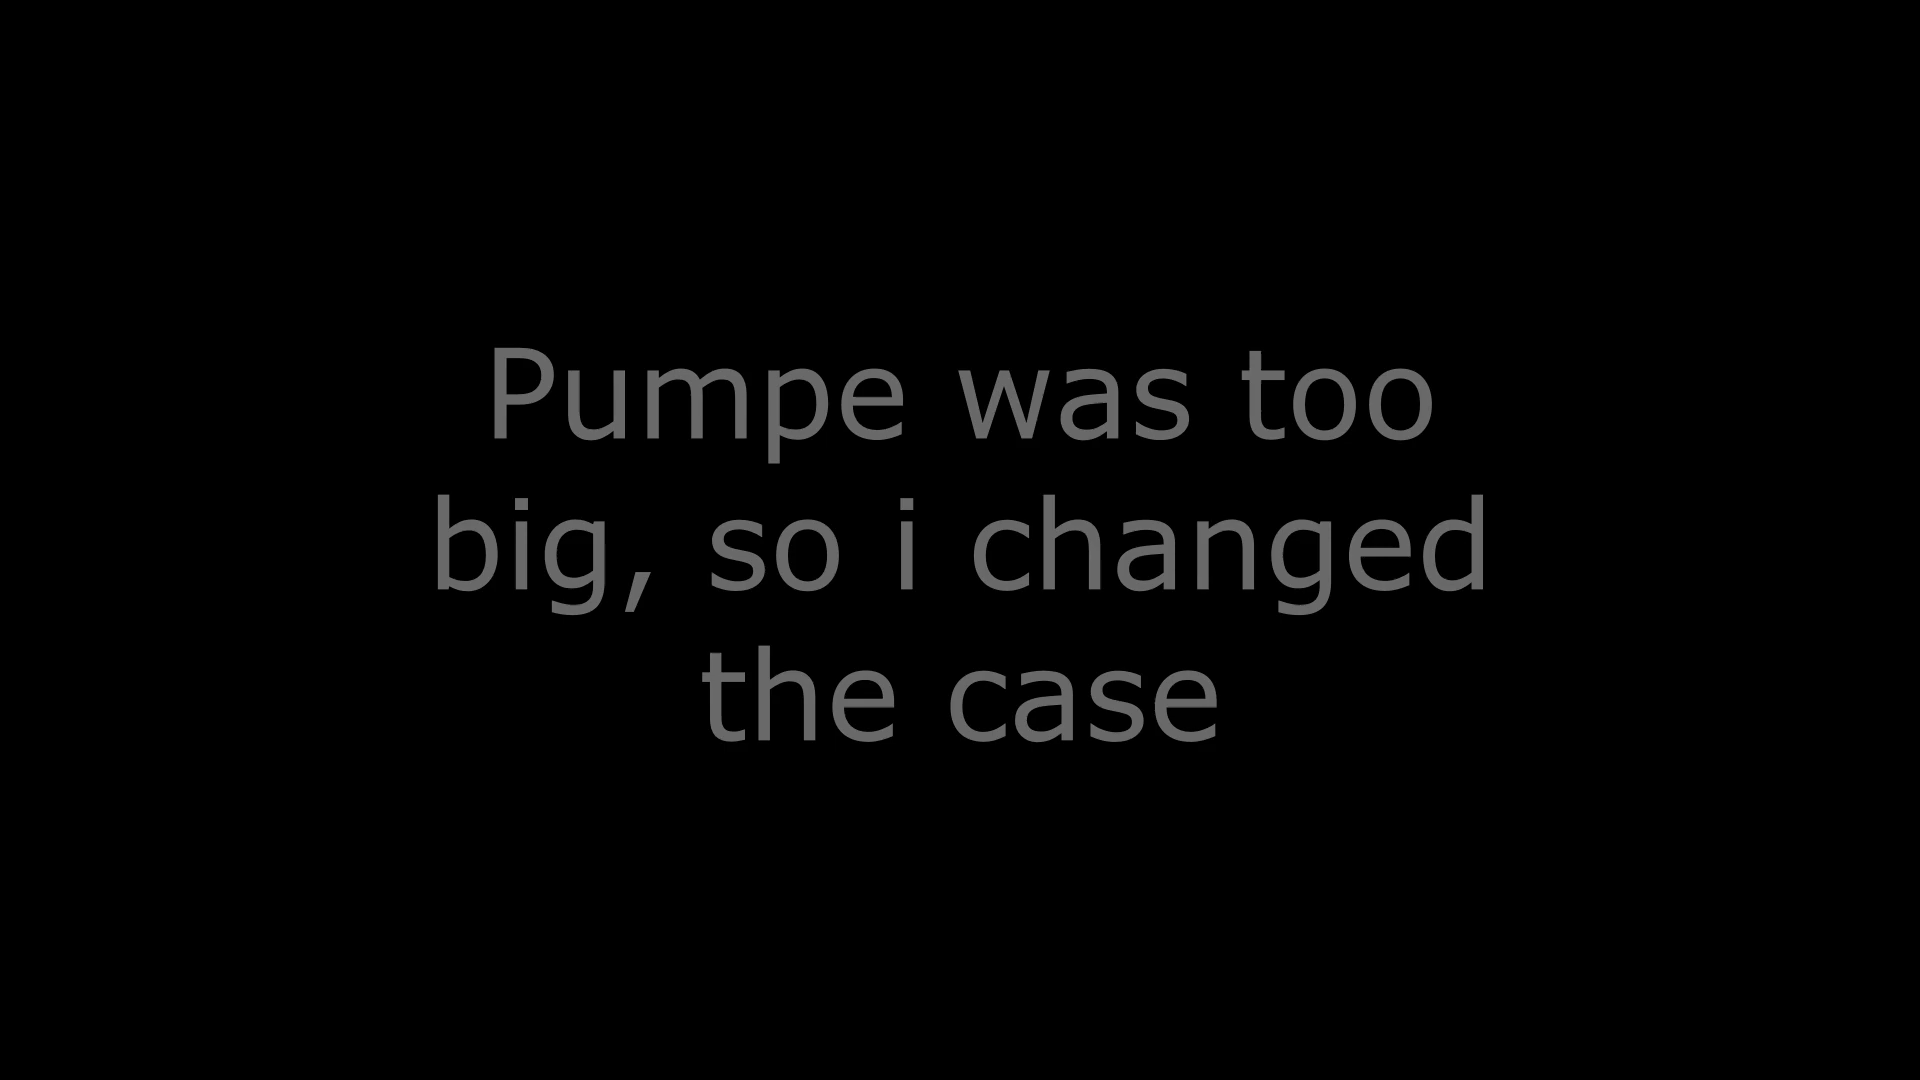 Pumpe was too
big, so i changed
the case